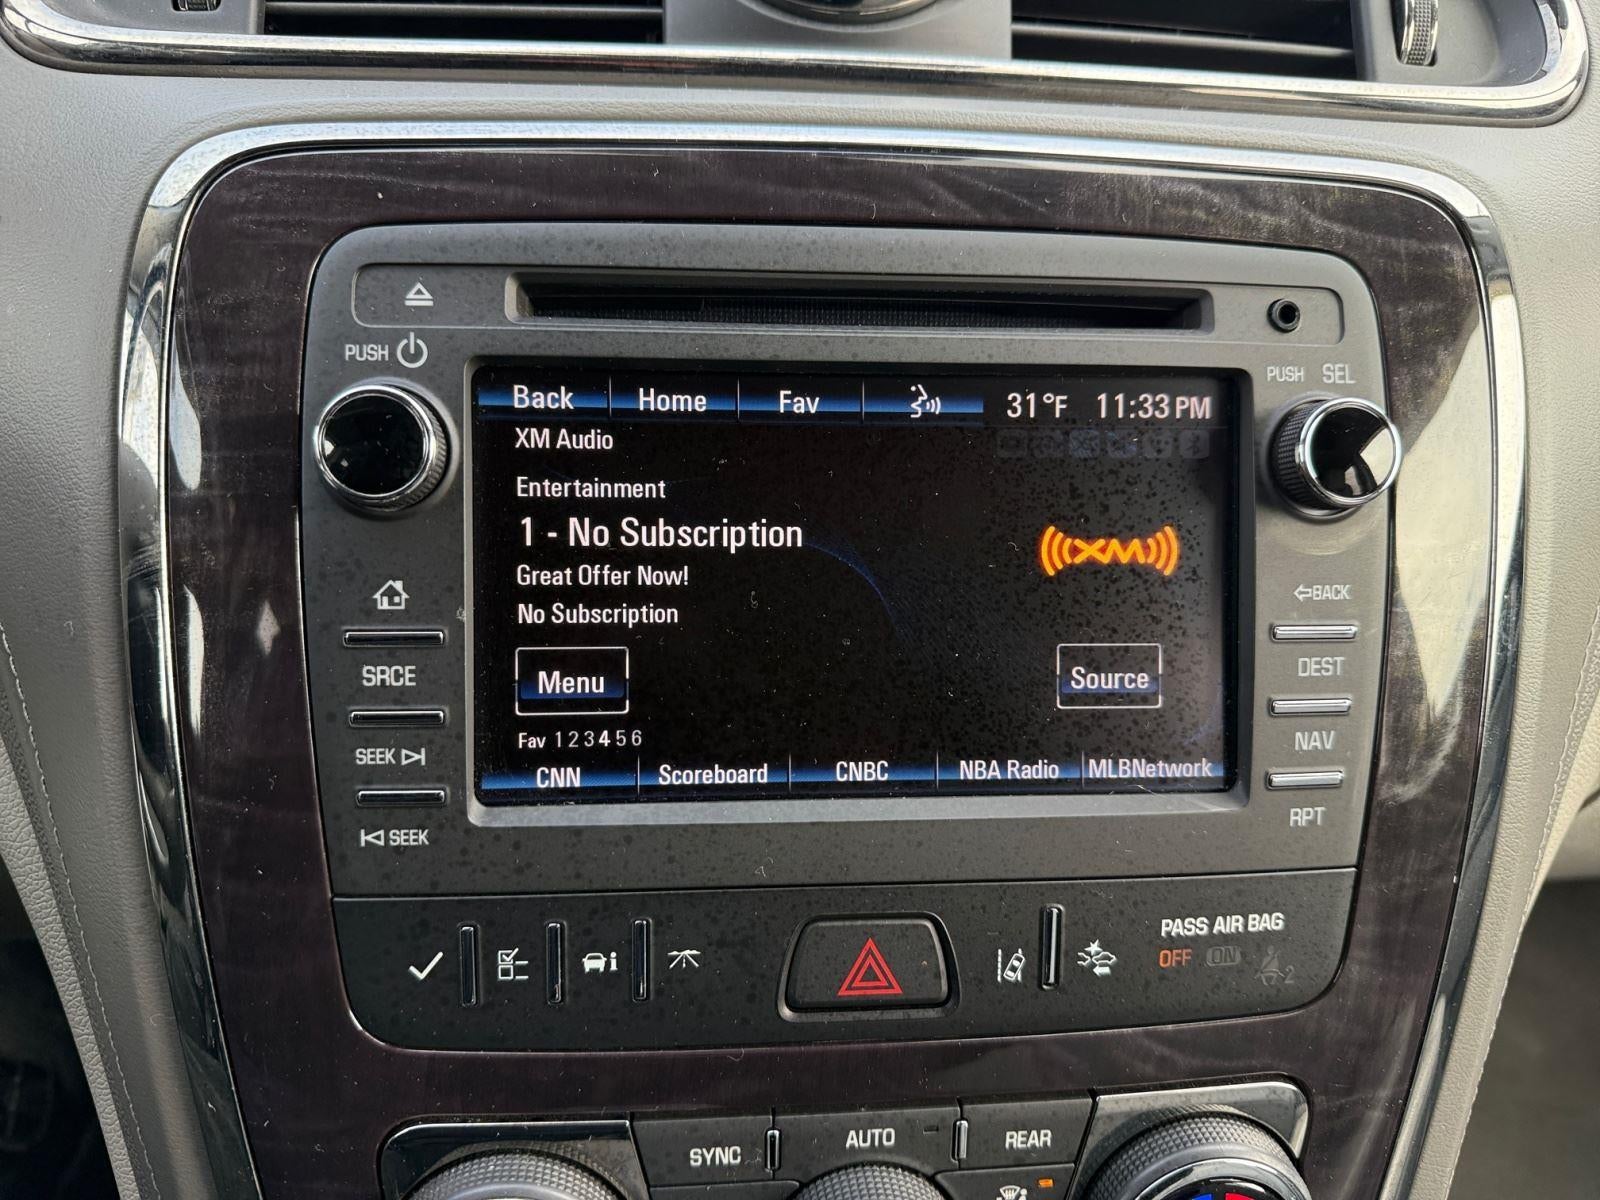 PUSH
PUSH SEL
Back Home Fav 31°F 11:33 PM
XM Audio
Entertainment
1 - No Subscription
XM
Great Offer Now!
No Subscription
Menu
Source
Fav 1 2 3 4 5 6
CNN Scoreboard CNBC NBA Radio MLBNetwork
SRCE
SEEK
SEEK
BACK
DEST
NAV
RPT
PASS AIR BAG
OFF ON 2
SYNC AUTO REAR